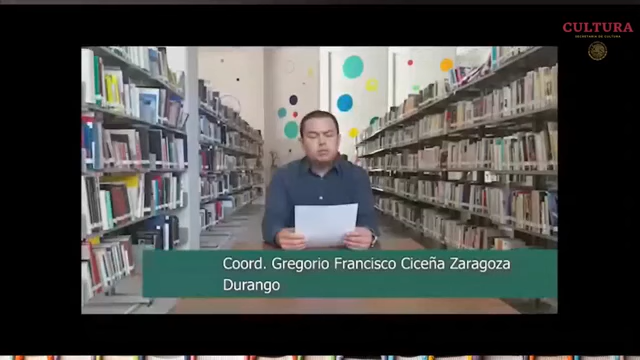 CULTURA
SECRETARÍA DE CULTURA
Coord. Gregorio Francisco Ciceña Zaragoza
Durango